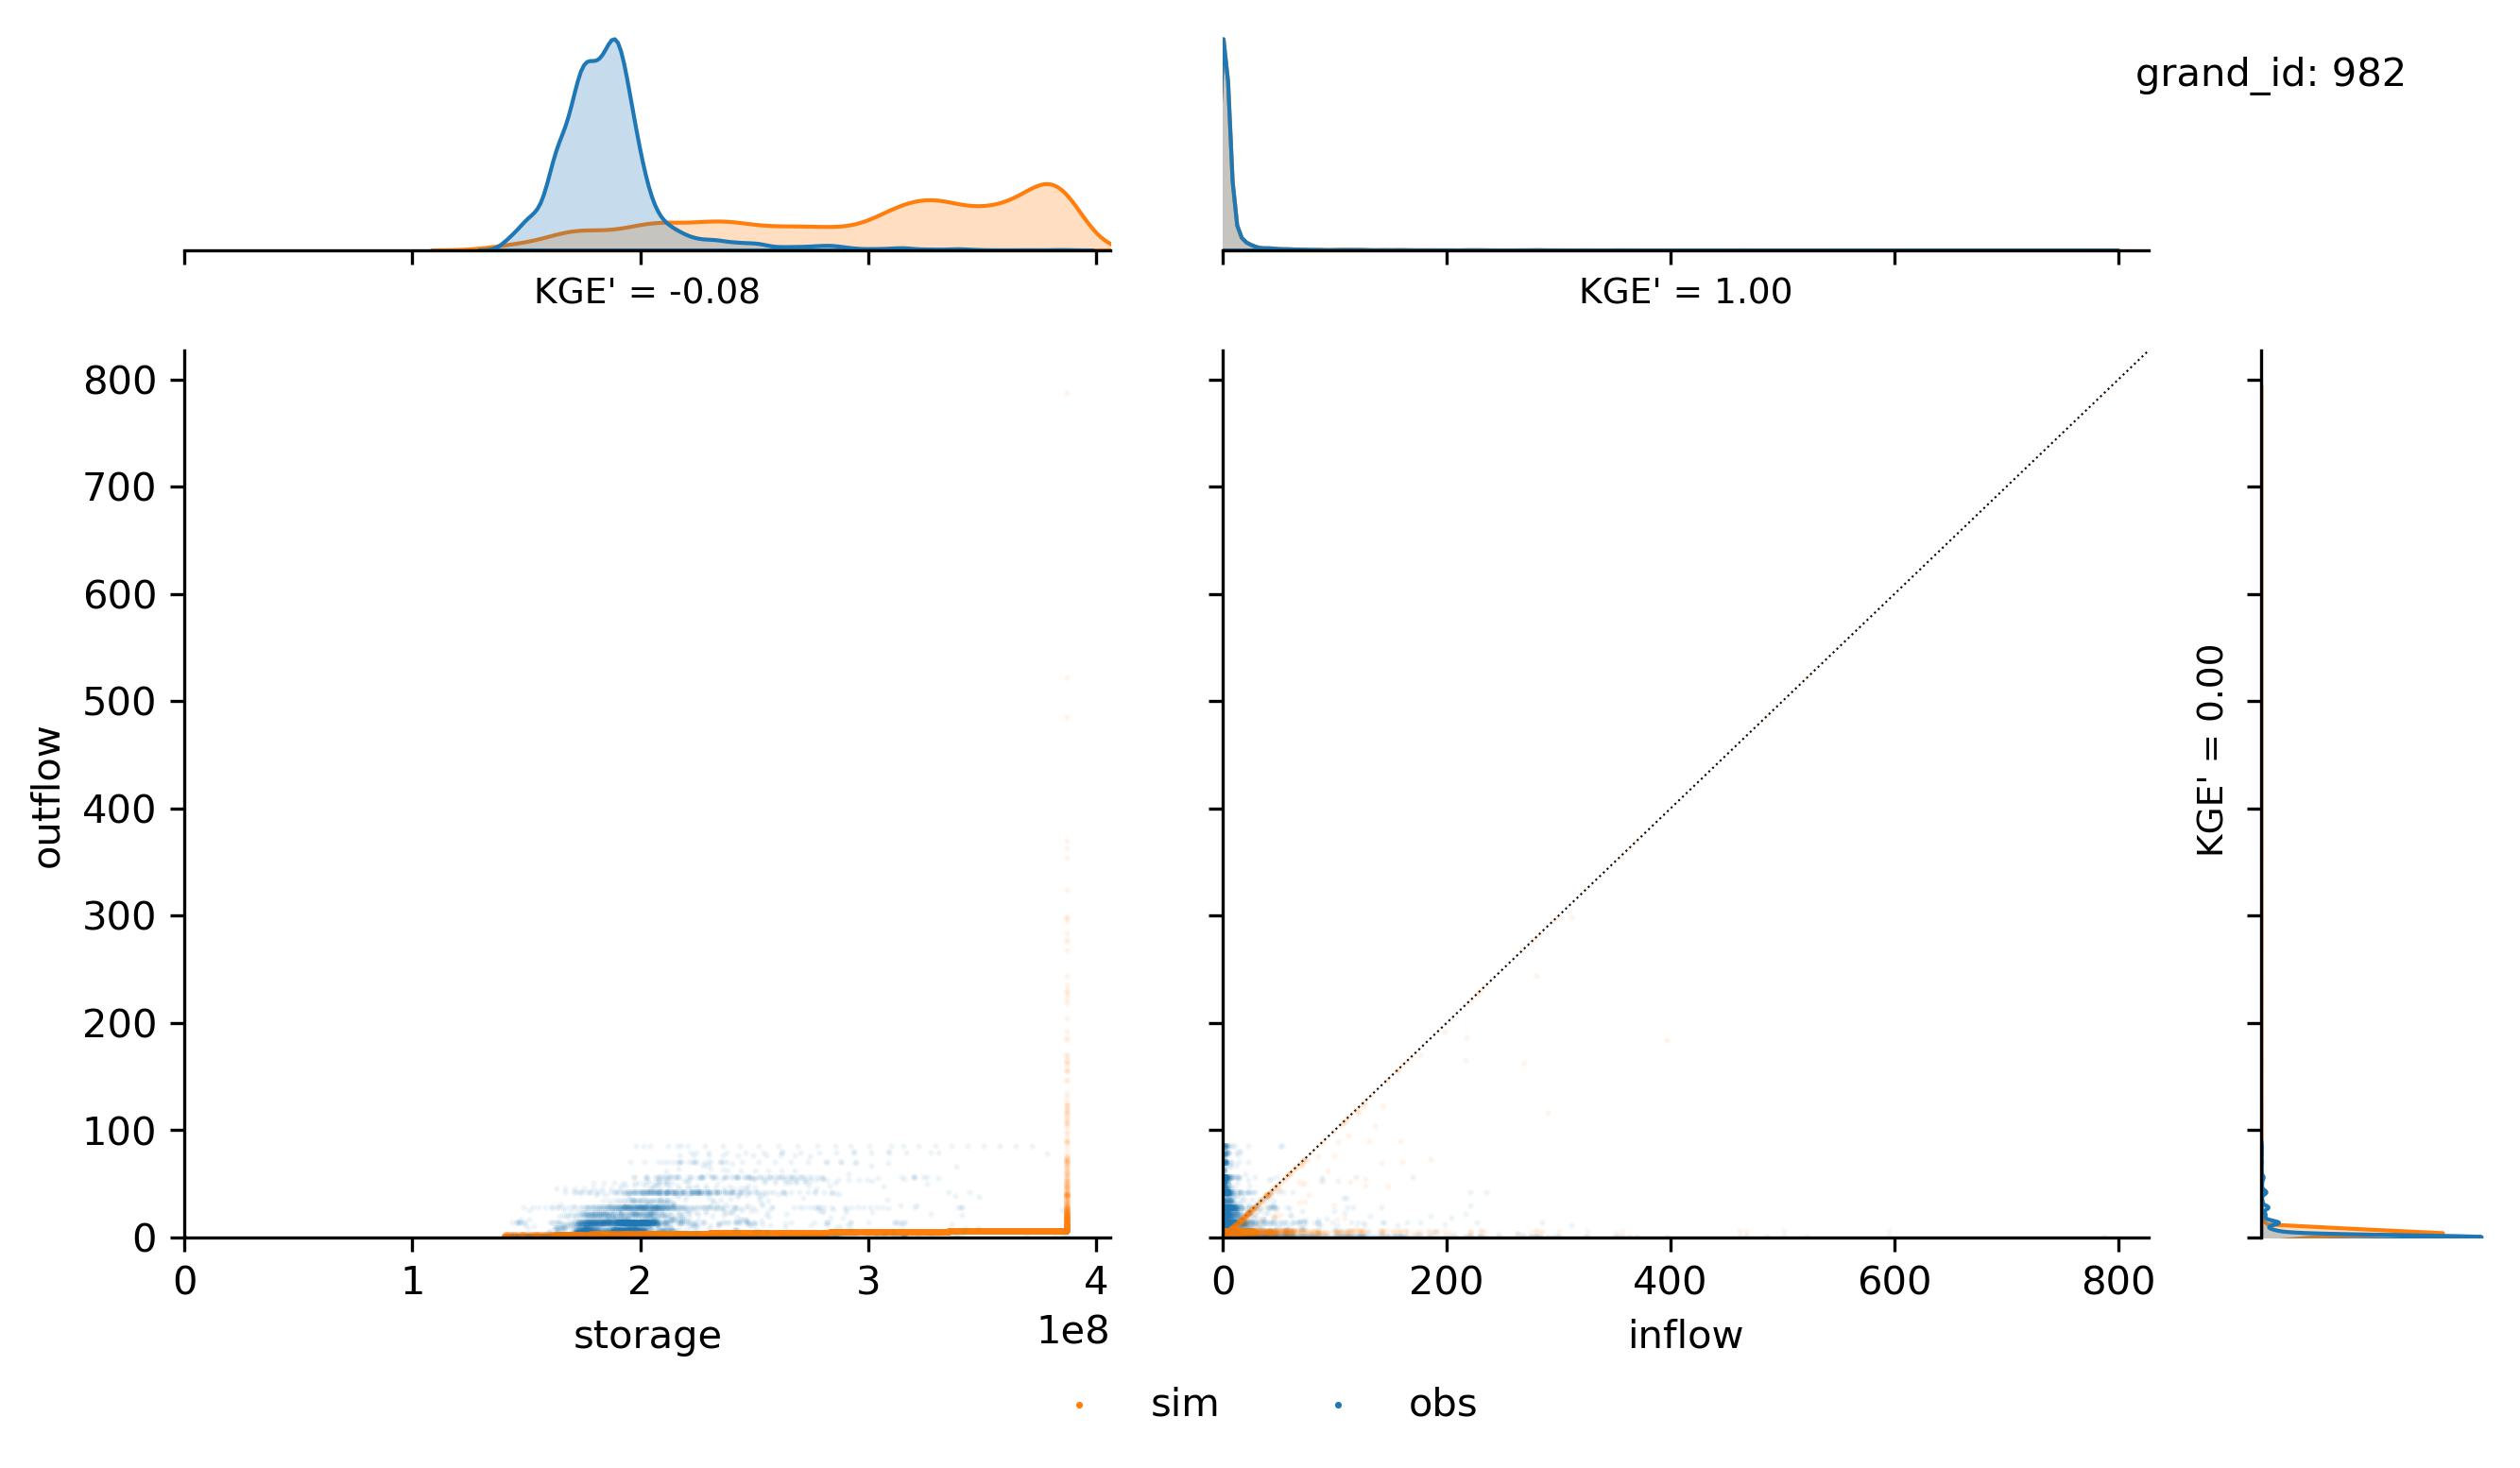 grand_id: 982
KGE' = -0.08
KGE' = 1.00
800
700
600
500
400
300
200
100
0
outflow
KGE' = 0.00
0 1 2 3 4
1e8
storage
0 200 400 600 800
inflow
sim obs